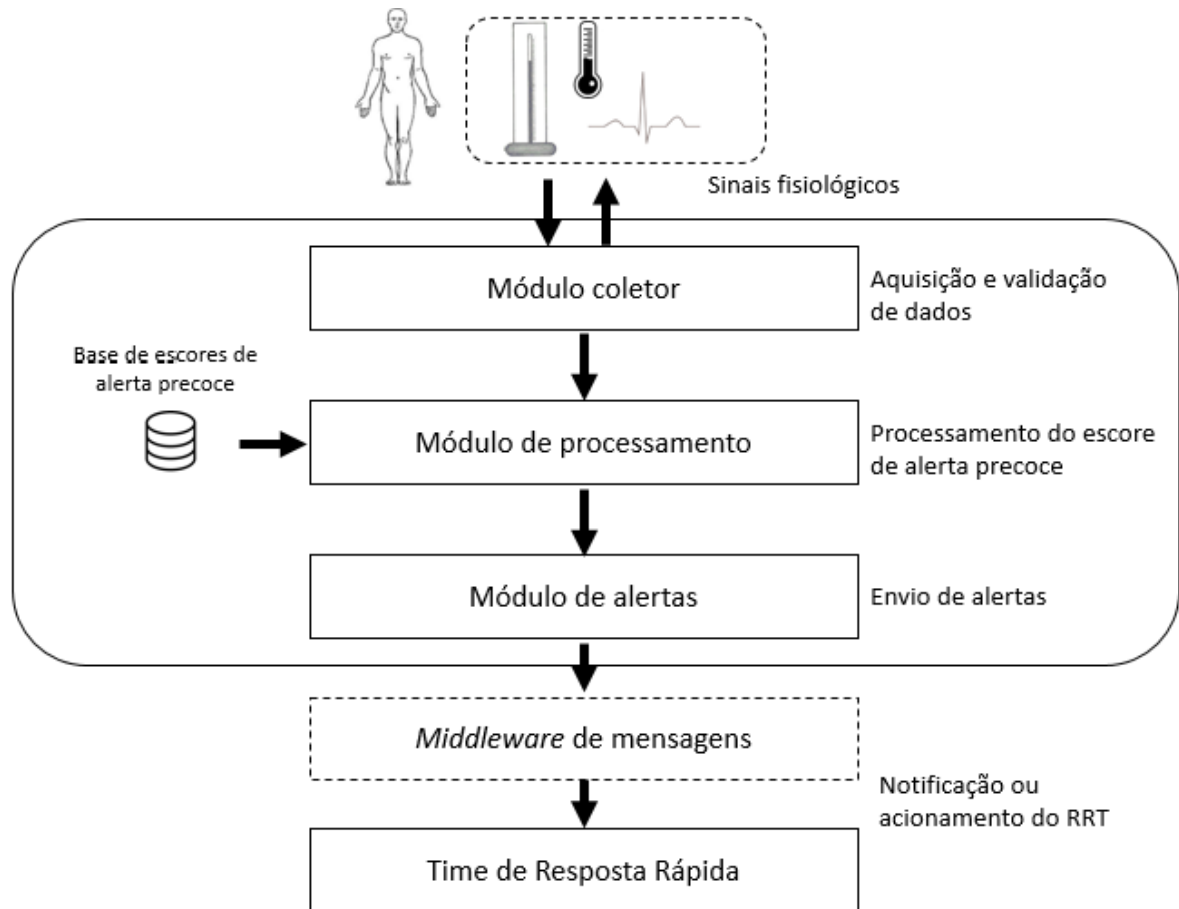 Sinais fisiológicos
Módulo coletor
Aquisição e validação
de dados
Base de escores de
alerta precoce
Módulo de processamento
Processamento do escore
de alerta precoce
Módulo de alertas
Envio de alertas
Middleware de mensagens
Notificação ou
acionamento do RRT
Time de Resposta Rápida